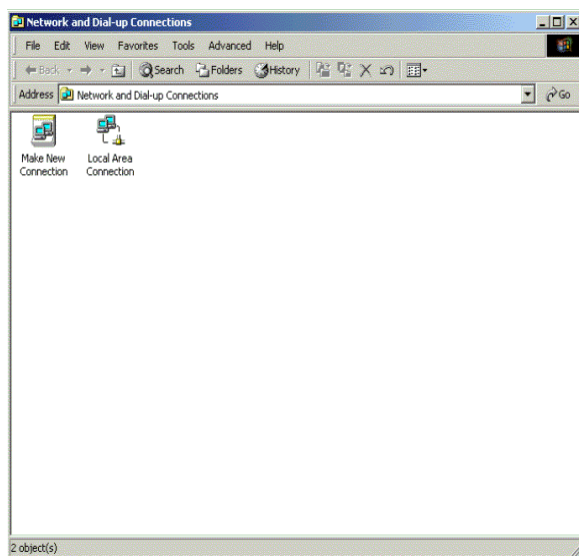 Network and Dial-up Connections
File Edit View Favorites Tools Advanced Help
Back Search Folders History
Address Network and Dial-up Connections Go
Make New Connection
Local Area Connection
2 object(s)